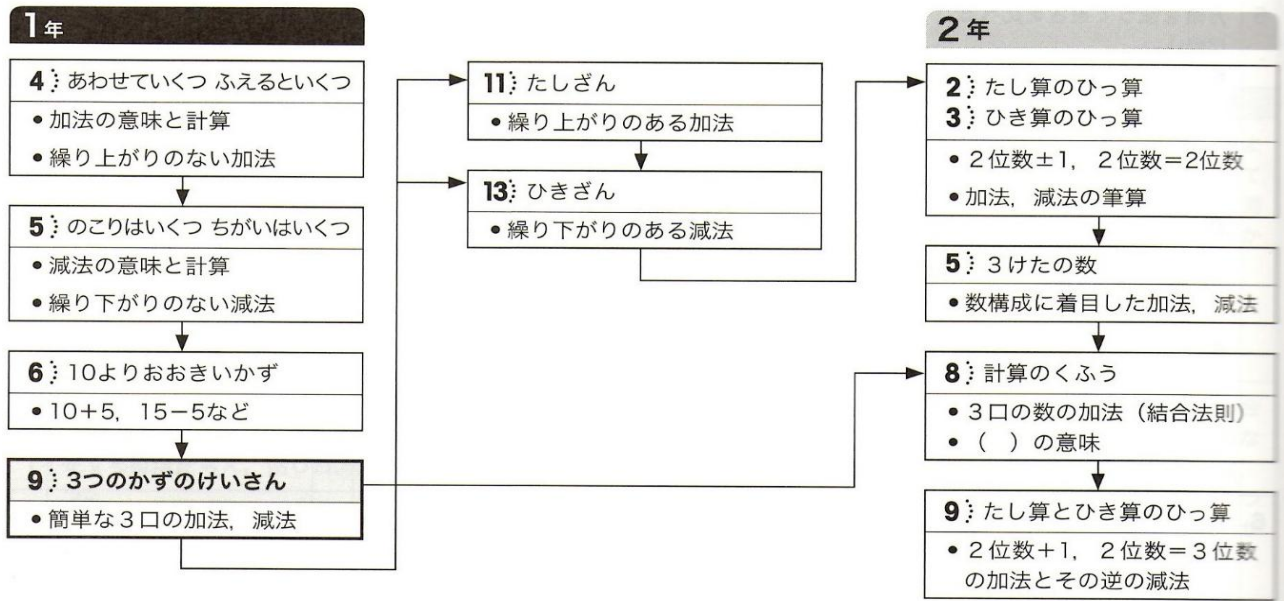 1年
4 あわせていくつ ふえるといくつ
• 加法の意味と計算
• 繰り上がりのない加法
5 のこりはいくつ ちがいはいくつ
• 減法の意味と計算
• 繰り下がりのない減法
6 10よりおおきいかず
• 10+5, 15−5など
9 3つのかずのけいさん
• 簡単な3口の加法, 減法
11 たしざん
• 繰り上がりのある加法
13 ひきざん
• 繰り下がりのある減法
2年
2 たし算のひっ算
3 ひき算のひっ算
• 2位数±1, 2位数=2位数
• 加法, 減法の筆算
5 3けたの数
• 数構成に着目した加法, 減法
8 計算のくふう
• 3口の数の加法(結合法則)
• ( )の意味
9 たし算とひき算のひっ算
• 2位数+1, 2位数=3位数
の加法とその逆の減法